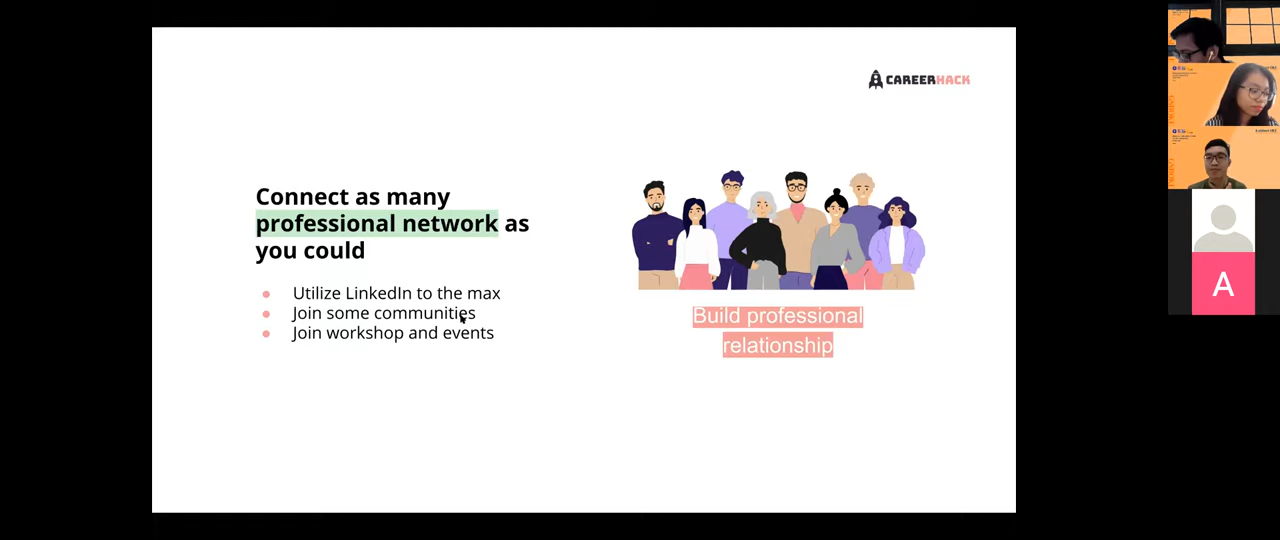 CAREERHACK
Connect as many
professional network as
you could
Utilize LinkedIn to the max
Join some communities
Join workshop and events
Build professional
relationship
A